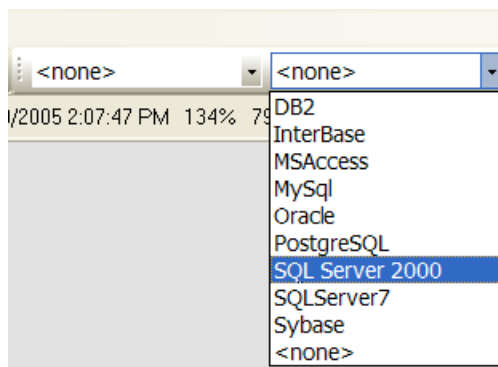 <none> <none>
/2005 2:07:47 PM 134% 79
DB2
InterBase
MSAccess
MySql
Oracle
PostgreSQL
SQL Server 2000
SQLServer7
Sybase
<none>